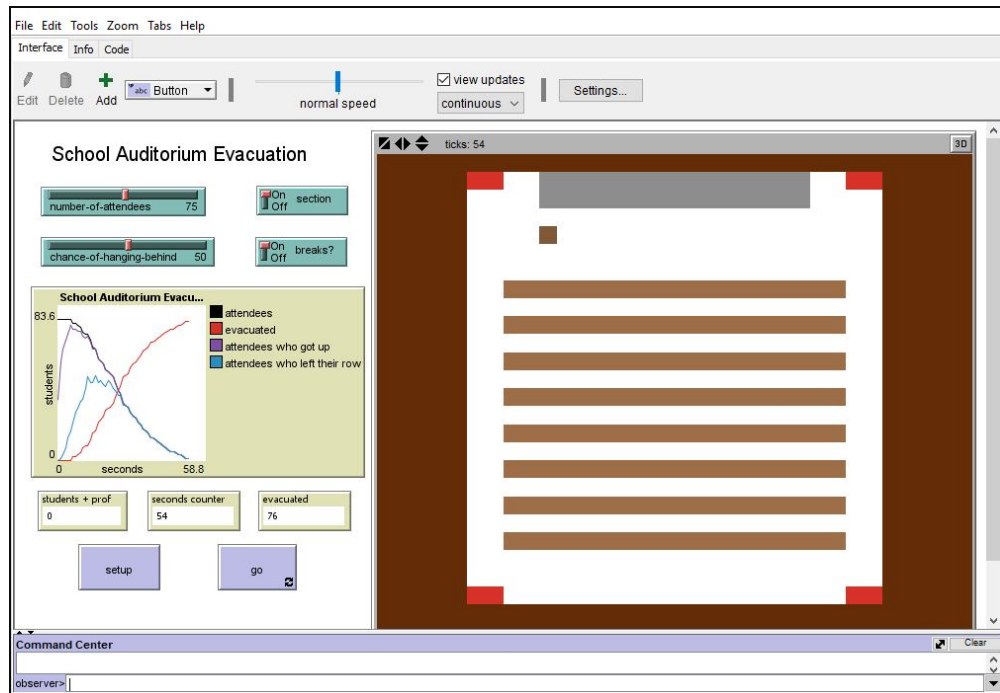 File Edit Tools Zoom Tabs Help
Interface Info Code
Edit Delete Add abc Button normal speed view updates continuous Settings...
School Auditorium Evacuation
ticks: 54 3D
number-of-attendees 75
On Off section
chance-of-hanging-behind 50
On Off breaks?
School Auditorium Evacu...
83.6
students
0
0 seconds 58.8
attendees
evacuated
attendees who got up
attendees who left their row
students + prof
0
seconds counter
54
evacuated
76
setup
go
Command Center Clear
observer>